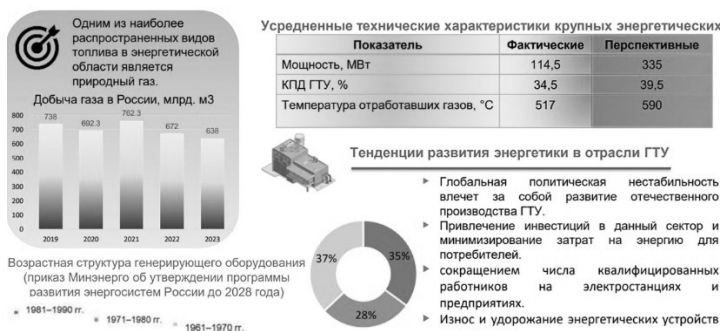 Одним из наиболее
распространенных видов
топлива в энергетической
области является
природный газ.
Добыча газа в России, млрд. м3
800
700
600
500
400
300
200
100
0
738
692.3
762.3
672
638
2019 2020 2021 2022 2023
Возрастная структура генерирующего оборудования
(приказ Минэнерго об утверждении программы
развития энергосистем России до 2028 года)
1981–1990 гг.
1971–1980 гг.
1961–1970 гг.
Усредненные технические характеристики крупных энергетических
Показатель Фактические Перспективные
Мощность, МВт 114,5 335
КПД ГТУ, % 34,5 39,5
Температура отработавших газов, °С 517 590
Тенденции развития энергетики в отрасли ГТУ
37%
35%
28%
Глобальная политическая нестабильность
влечет за собой развитие отечественного
производства ГТУ.
Привлечение инвестиций в данный сектор и
минимизирование затрат на энергию для
потребителей.
сокращением числа квалифицированных
работников на электростанциях и
предприятиях.
Износ и удорожание энергетических устройств